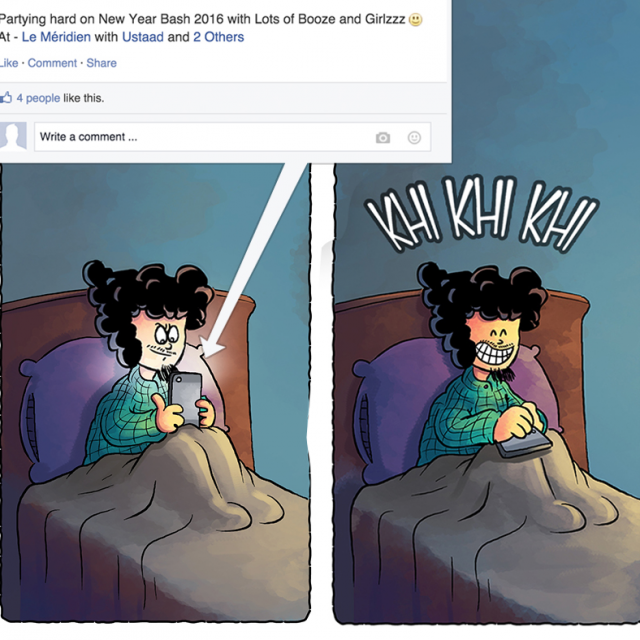 Partying hard on New Year Bash 2016 with Lots of Booze and Girlzzz
At - Le Méridien with Ustaad and 2 Others
Like · Comment · Share
4 people like this.
Write a comment ...
KHI KHI KHI